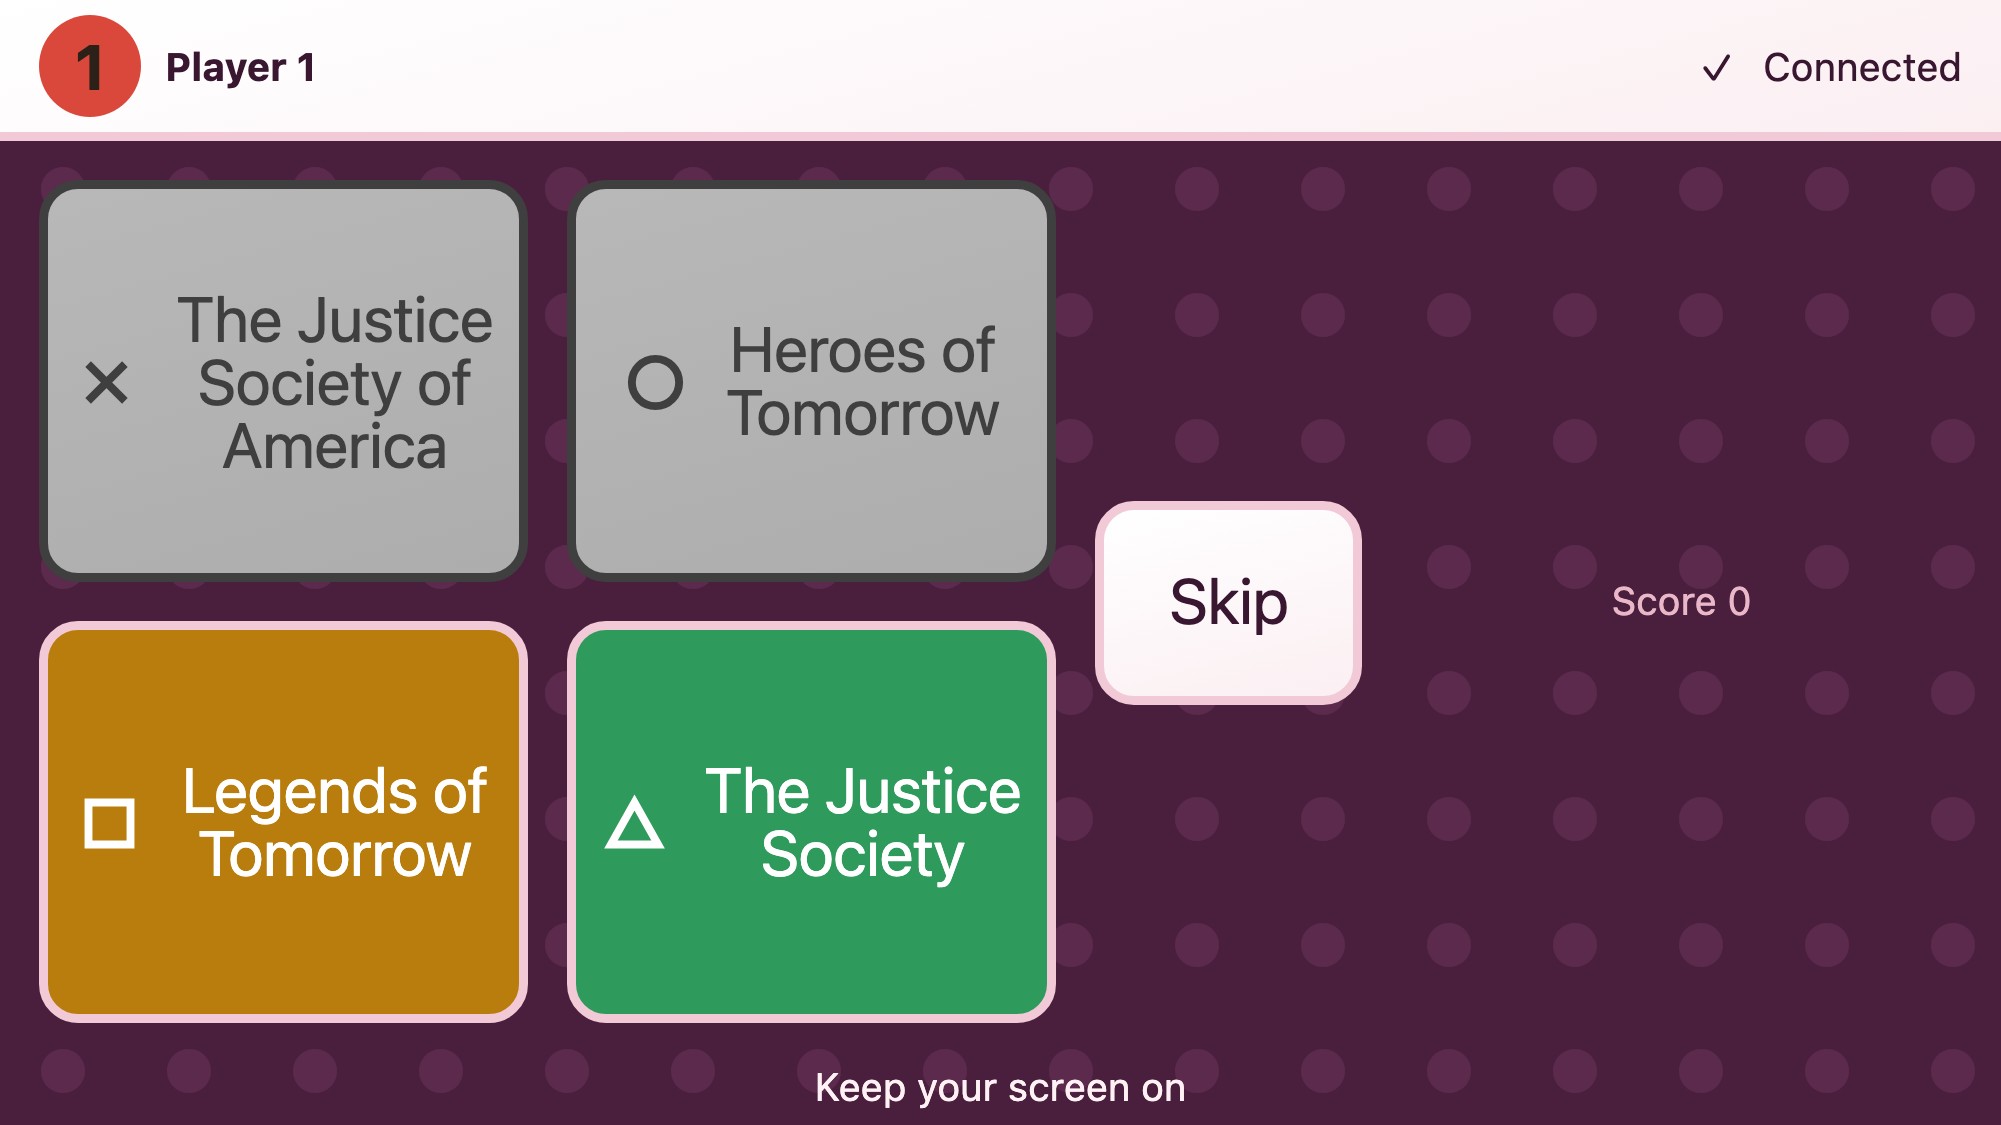 1
Player 1
✓ Connected
The Justice
Society of
America
Heroes of
Tomorrow
Legends of
Tomorrow
The Justice
Society
Skip
Score 0
Keep your screen on